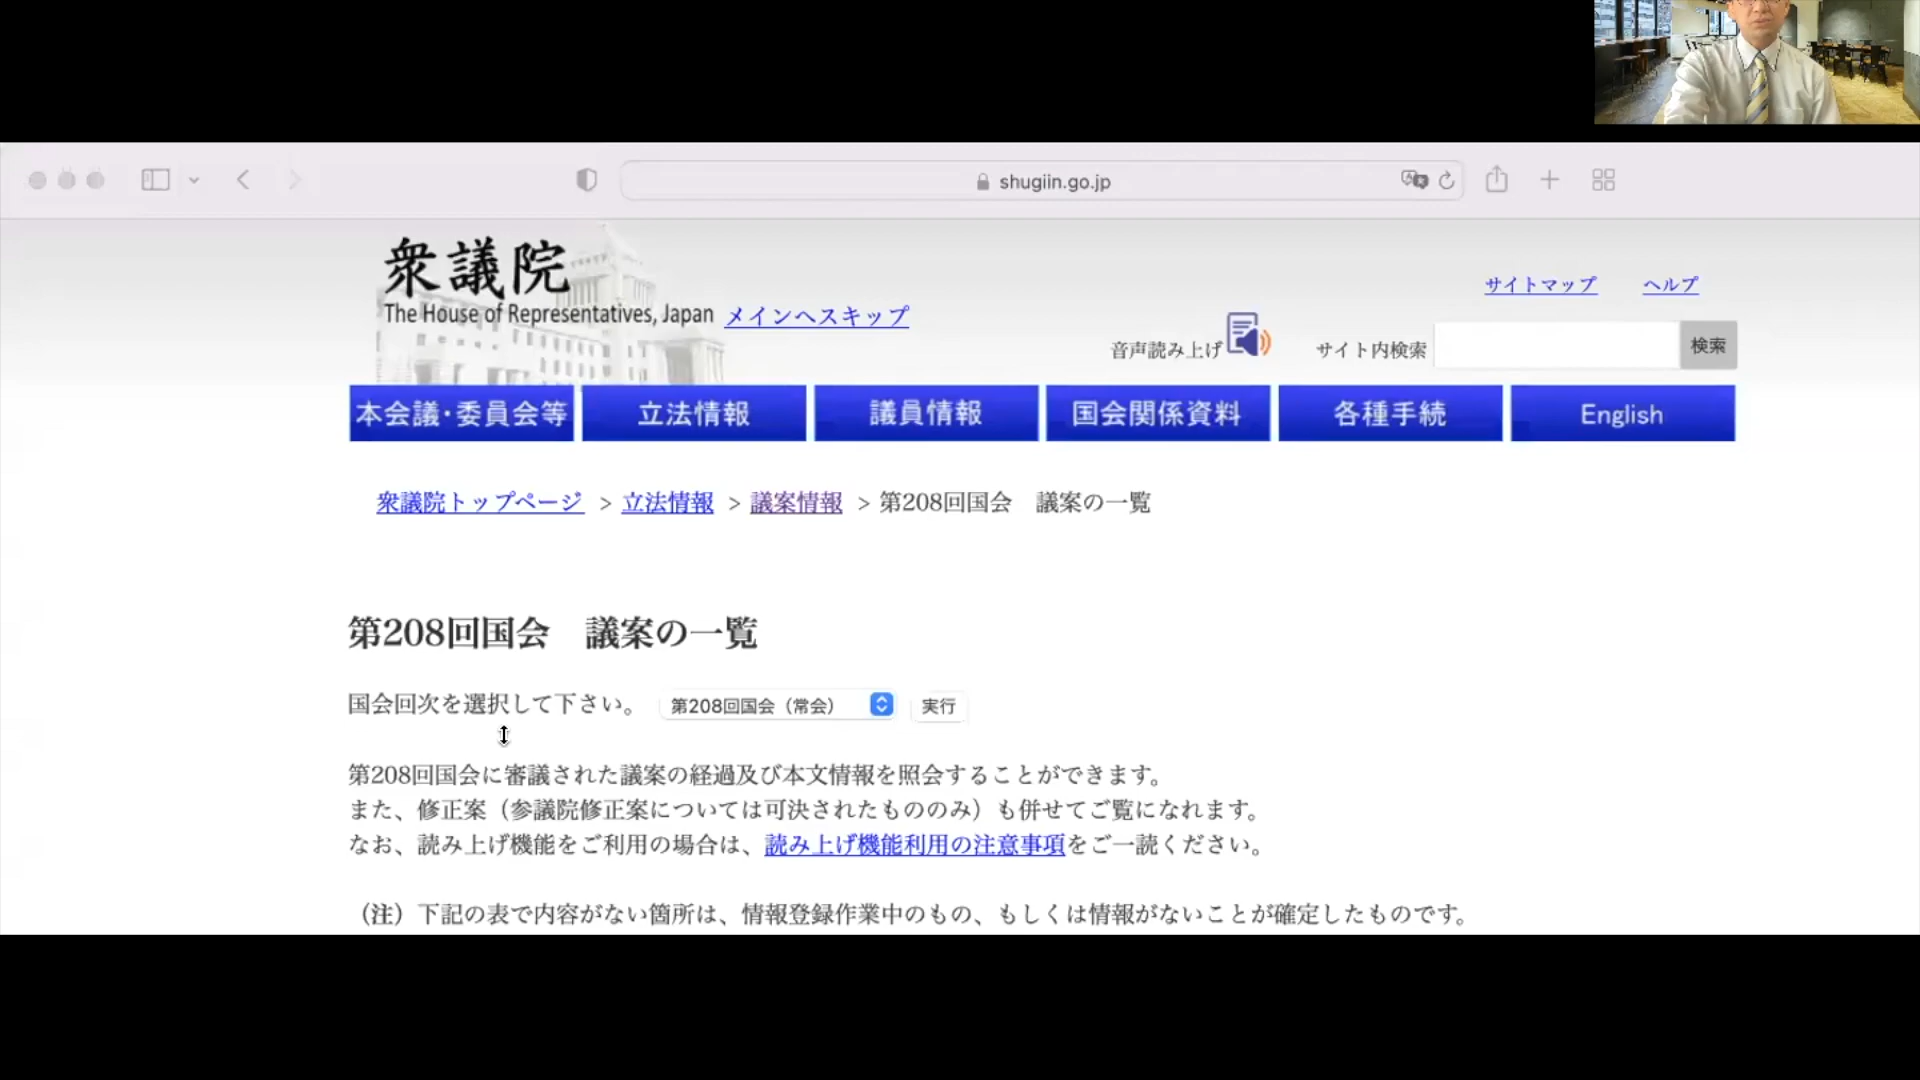 shugiin.go.jp
衆議院
The House of Representatives, Japan
メインへスキップ
サイトマップ ヘルプ
音声読み上げ サイト内検索 検索
本会議・委員会等 立法情報 議員情報 国会関係資料 各種手続 English
衆議院トップページ > 立法情報 > 議案情報 > 第208回国会　議案の一覧
第208回国会　議案の一覧
国会回次を選択して下さい。 第208回国会（常会） 実行
第208回国会に審議された議案の経過及び本文情報を照会することができます。
また、修正案（参議院修正案については可決されたもののみ）も併せてご覧になれます。
なお、読み上げ機能をご利用の場合は、読み上げ機能利用の注意事項をご一読ください。
（注）下記の表で内容がない箇所は、情報登録作業中のもの、もしくは情報がないことが確定したものです。